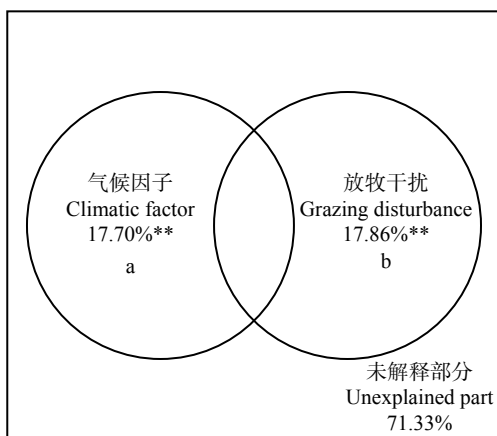 气候因子
Climatic factor
17.70%**
a
放牧干扰
Grazing disturbance
17.86%**
b
未解释部分
Unexplained part
71.33%